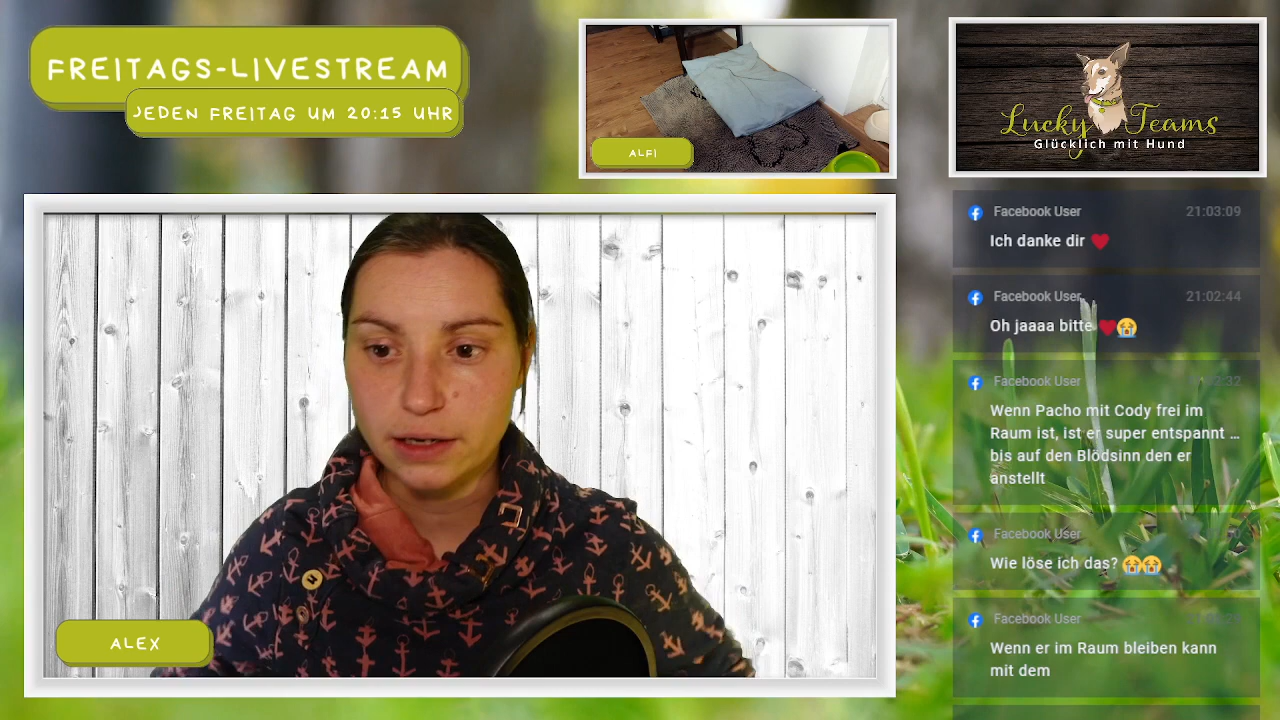 FREITAGS-LIVESTREAM
JEDEN FREITAG UM 20:15 UHR
ALFI
Lucky Teams
Glücklich mit Hund
Facebook User 21:03:09
Ich danke dir ❤️
Facebook User 21:02:44
Oh jaaaa bitte ❤️😭
Facebook User
Wenn Pacho mit Cody frei im
Raum ist, ist er super entspannt …
bis auf den Blödsinn den er
anstellt
Facebook User
Wie löse ich das? 😭😭
Facebook User
Wenn er im Raum bleiben kann
mit dem
ALEX